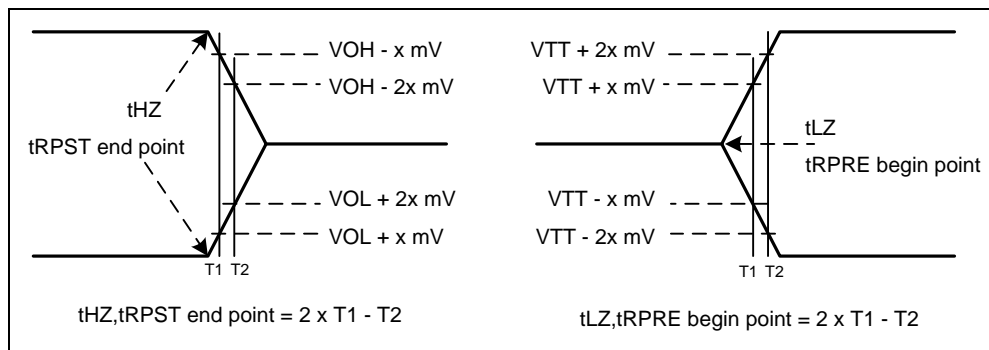 VOH - x mV
VOH - 2x mV
tHZ
tRPST end point
VOL + 2x mV
VOL + x mV
T1 T2
tHZ,tRPST end point = 2 x T1 - T2
VTT + 2x mV
VTT + x mV
tLZ
tRPRE begin point
VTT - x mV
VTT - 2x mV
T1 T2
tLZ,tRPRE begin point = 2 x T1 - T2